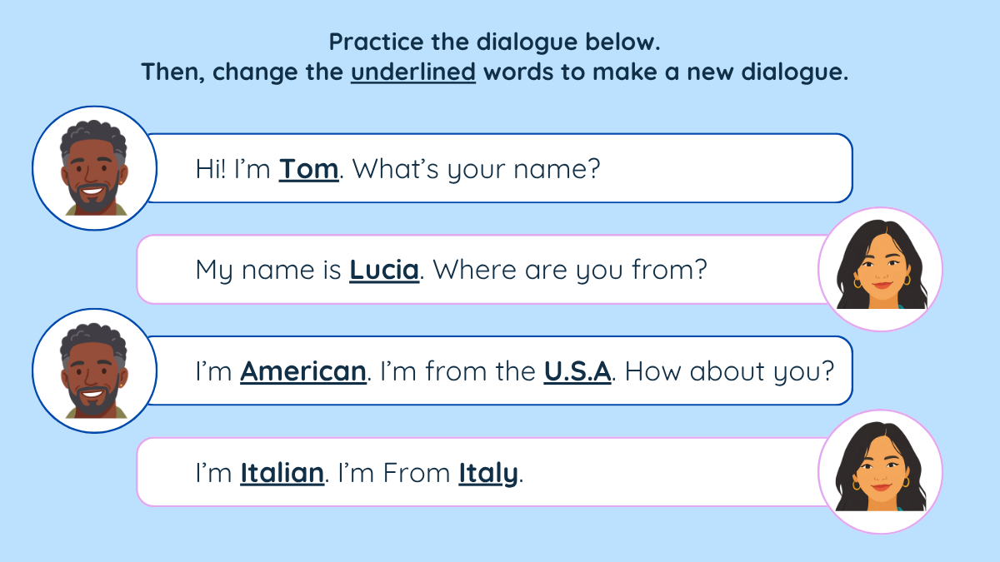 Practice the dialogue below.
Then, change the underlined words to make a new dialogue.
Hi! I’m Tom. What’s your name?
My name is Lucia. Where are you from?
I’m American. I’m from the U.S.A. How about you?
I’m Italian. I’m From Italy.